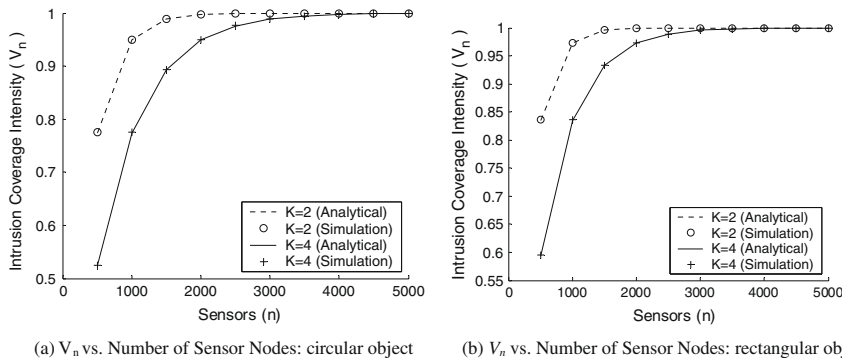 1
0.9
0.8
0.7
0.6
0.5
Intrusion Coverage Intensity ( Vn )
0 1000 2000 3000 4000 5000
Sensors (n)
K=2 (Analytical)
K=2 (Simulation)
K=4 (Analytical)
K=4 (Simulation)
(a) Vn vs. Number of Sensor Nodes: circular object
1
0.95
0.9
0.85
0.8
0.75
0.7
0.65
0.6
0.55
Intrusion Coverage Intensity ( Vn )
0 1000 2000 3000 4000 5000
Sensors (n)
K=2 (Analytical)
K=2 (Simulation)
K=4 (Analytical)
K=4 (Simulation)
(b) Vn vs. Number of Sensor Nodes: rectangular ob